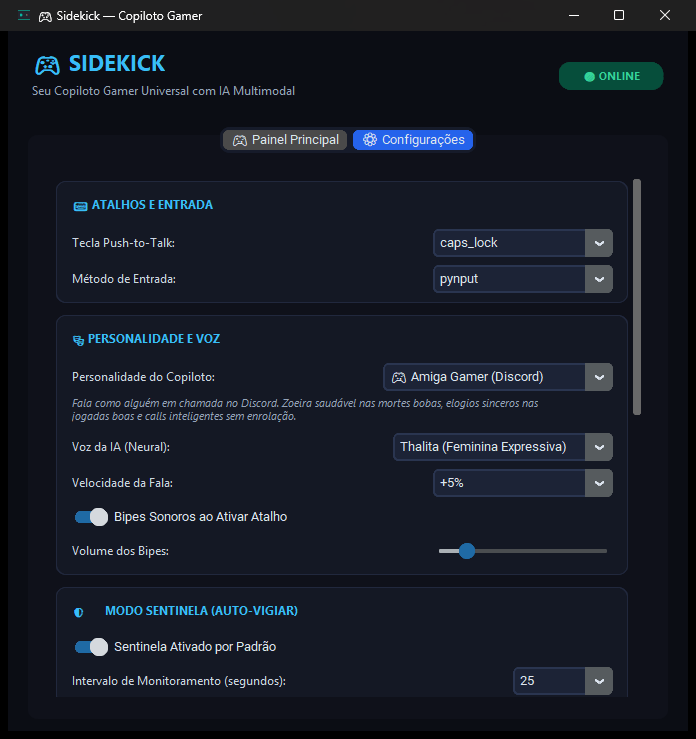 Sidekick — Copiloto Gamer
SIDEKICK
Seu Copiloto Gamer Universal com IA Multimodal
ONLINE
Painel Principal
Configurações
ATALHOS E ENTRADA
Tecla Push-to-Talk:
caps_lock
Método de Entrada:
pynput
PERSONALIDADE E VOZ
Personalidade do Copiloto:
Amiga Gamer (Discord)
Fala como alguém em chamada no Discord. Zoeira saudável nas mortes bobas, elogios sinceros nas
jogadas boas e calls inteligentes sem enrolação.
Voz da IA (Neural):
Thalita (Feminina Expressiva)
Velocidade da Fala:
+5%
Bipes Sonoros ao Ativar Atalho
Volume dos Bipes:
MODO SENTINELA (AUTO-VIGIAR)
Sentinela Ativado por Padrão
Intervalo de Monitoramento (segundos):
25